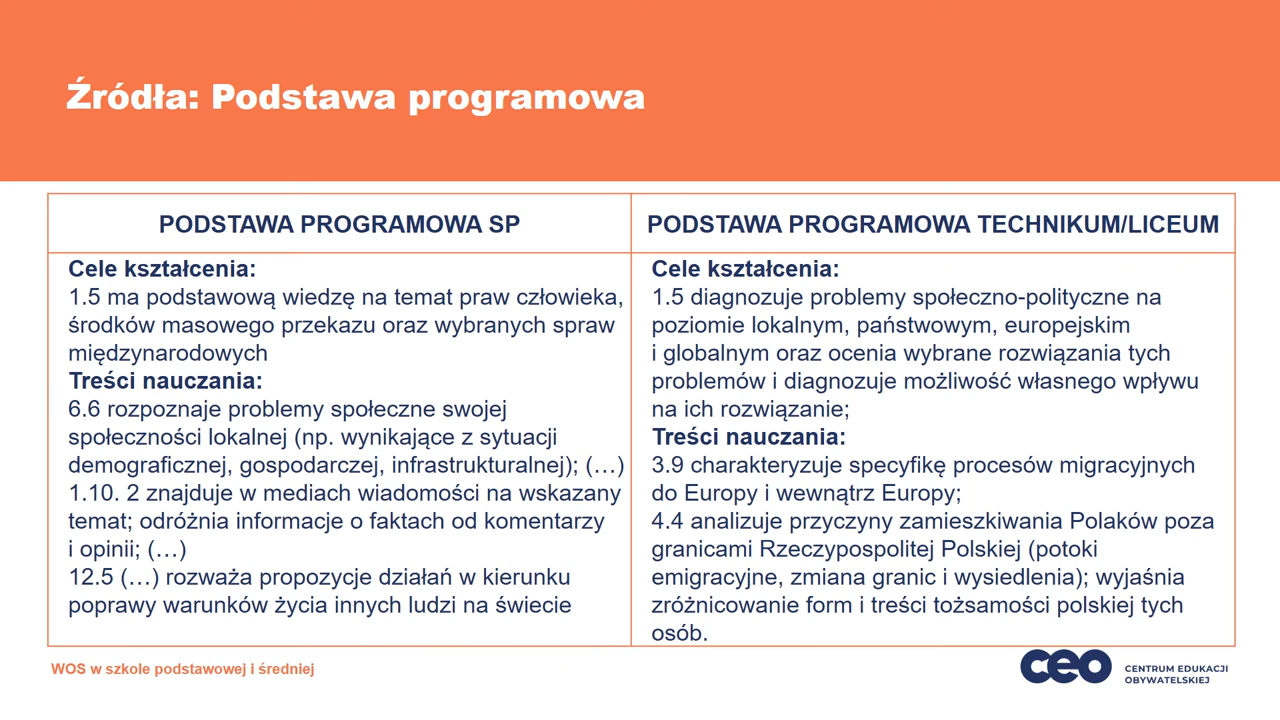 Źródła: Podstawa programowa
PODSTAWA PROGRAMOWA SP
Cele kształcenia:
1.5 ma podstawową wiedzę na temat praw człowieka,
środków masowego przekazu oraz wybranych spraw
międzynarodowych
Treści nauczania:
6.6 rozpoznaje problemy społeczne swojej
społeczności lokalnej (np. wynikające z sytuacji
demograficznej, gospodarczej, infrastrukturalnej); (…)
1.10. 2 znajduje w mediach wiadomości na wskazany
temat; odróżnia informacje o faktach od komentarzy
i opinii; (…)
12.5 (…) rozważa propozycje działań w kierunku
poprawy warunków życia innych ludzi na świecie
PODSTAWA PROGRAMOWA TECHNIKUM/LICEUM
Cele kształcenia:
1.5 diagnozuje problemy społeczno-polityczne na
poziomie lokalnym, państwowym, europejskim
i globalnym oraz ocenia wybrane rozwiązania tych
problemów i diagnozuje możliwość własnego wpływu
na ich rozwiązanie;
Treści nauczania:
3.9 charakteryzuje specyfikę procesów migracyjnych
do Europy i wewnątrz Europy;
4.4 analizuje przyczyny zamieszkiwania Polaków poza
granicami Rzeczypospolitej Polskiej (potoki
emigracyjne, zmiana granic i wysiedlenia); wyjaśnia
zróżnicowanie form i treści tożsamości polskiej tych
osób.
WOS w szkole podstawowej i średniej
ceo
CENTRUM EDUKACJI
OBYWATELSKIEJ